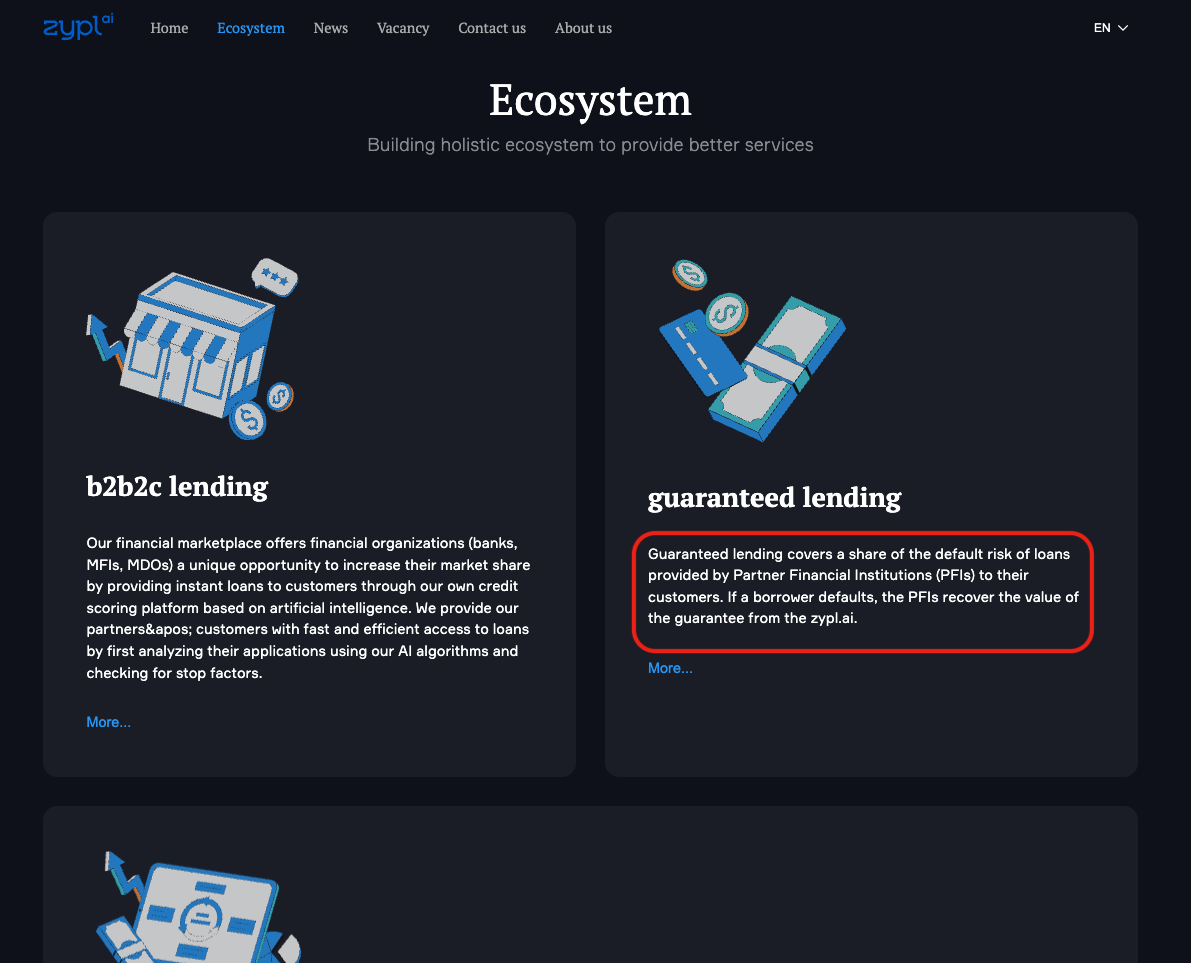 zypl ai
Home
Ecosystem
News
Vacancy
Contact us
About us
EN
Ecosystem
Building holistic ecosystem to provide better services
b2b2c lending
Our financial marketplace offers financial organizations (banks,
MFIs, MDOs) a unique opportunity to increase their market share
by providing instant loans to customers through our own credit
scoring platform based on artificial intelligence. We provide our
partners&apos; customers with fast and efficient access to loans
by first analyzing their applications using our AI algorithms and
checking for stop factors.
More...
guaranteed lending
Guaranteed lending covers a share of the default risk of loans
provided by Partner Financial Institutions (PFIs) to their
customers. If a borrower defaults, the PFIs recover the value of
the guarantee from the zypl.ai.
More...